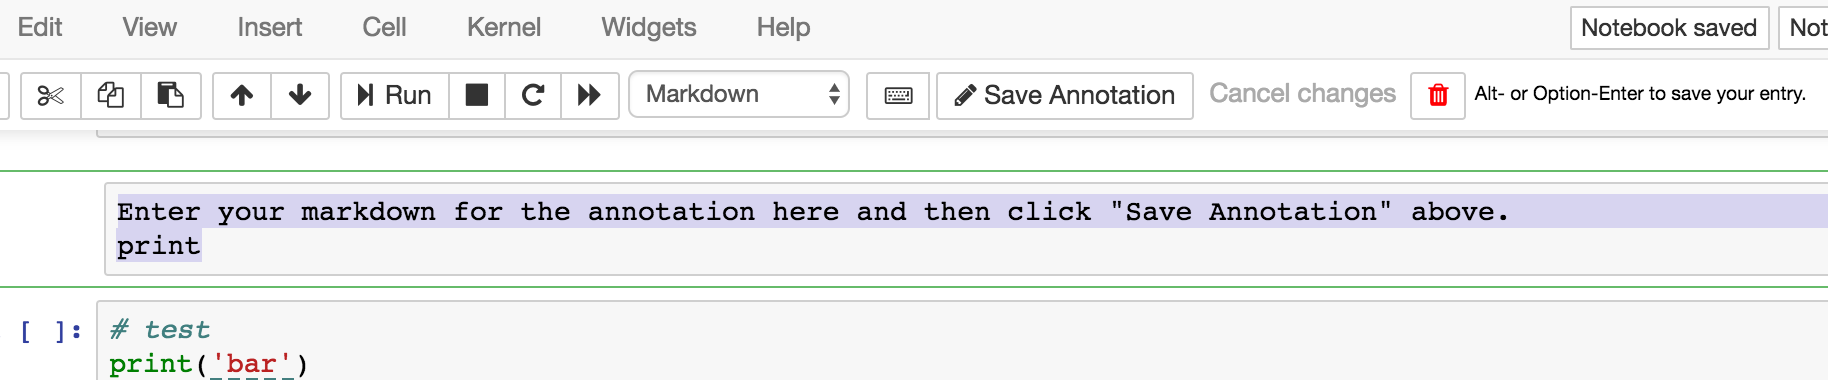 Edit View Insert Cell Kernel Widgets Help Notebook saved Not
Run Markdown Save Annotation Cancel changes Alt- or Option-Enter to save your entry.
Enter your markdown for the annotation here and then click "Save Annotation" above.
print
[ ]: # test
print('bar')